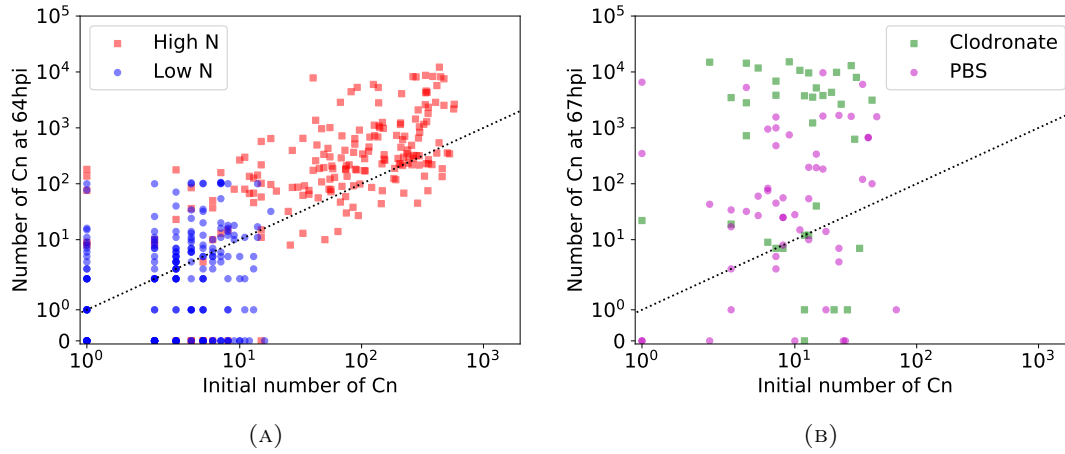 10^5
10^4
10^3
10^2
10^1
10^0
0
Number of Cn at 64hpi
High N
Low N
10^0
10^1
10^2
10^3
Initial number of Cn
(A)
10^5
10^4
10^3
10^2
10^1
10^0
0
Number of Cn at 67hpi
Clodronate
PBS
10^0
10^1
10^2
10^3
Initial number of Cn
(B)